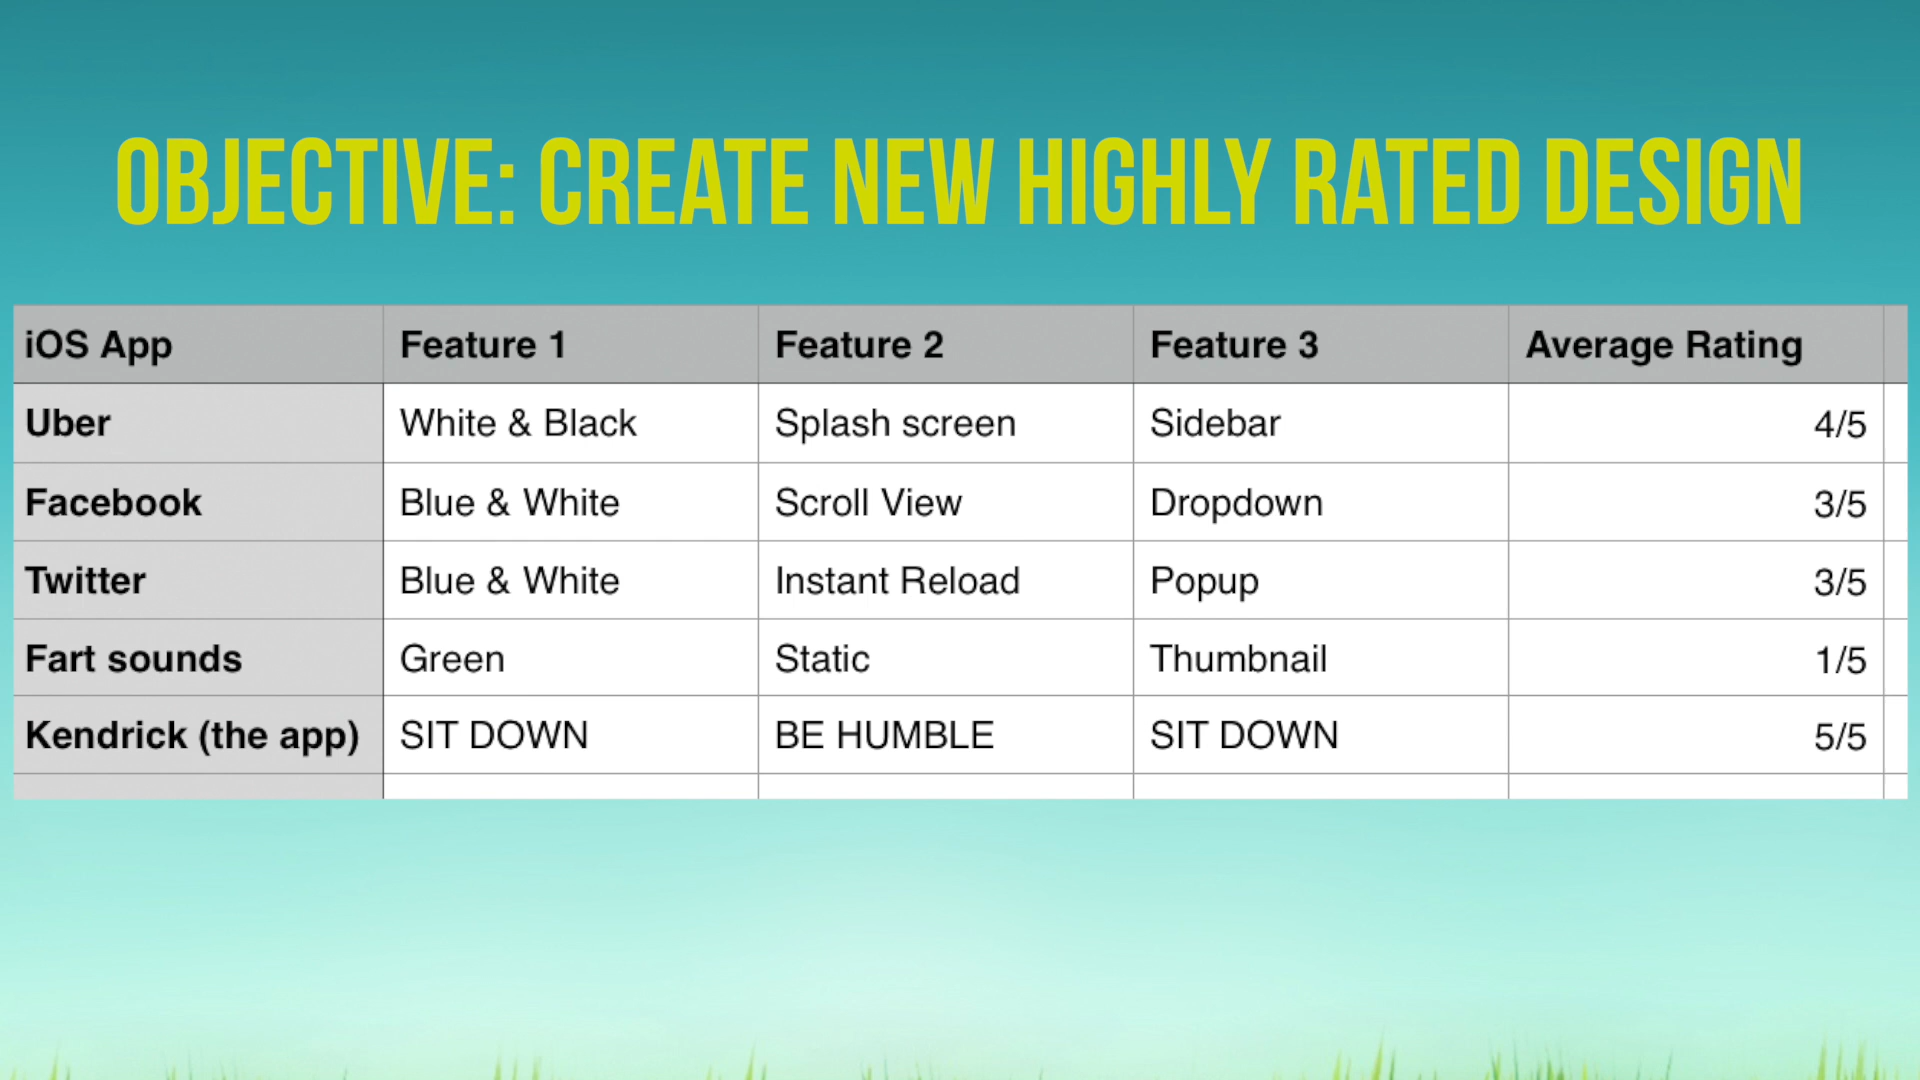 OBJECTIVE: CREATE NEW HIGHLY RATED DESIGN
iOS App Feature 1 Feature 2 Feature 3 Average Rating
Uber White & Black Splash screen Sidebar 4/5
Facebook Blue & White Scroll View Dropdown 3/5
Twitter Blue & White Instant Reload Popup 3/5
Fart sounds Green Static Thumbnail 1/5
Kendrick (the app) SIT DOWN BE HUMBLE SIT DOWN 5/5